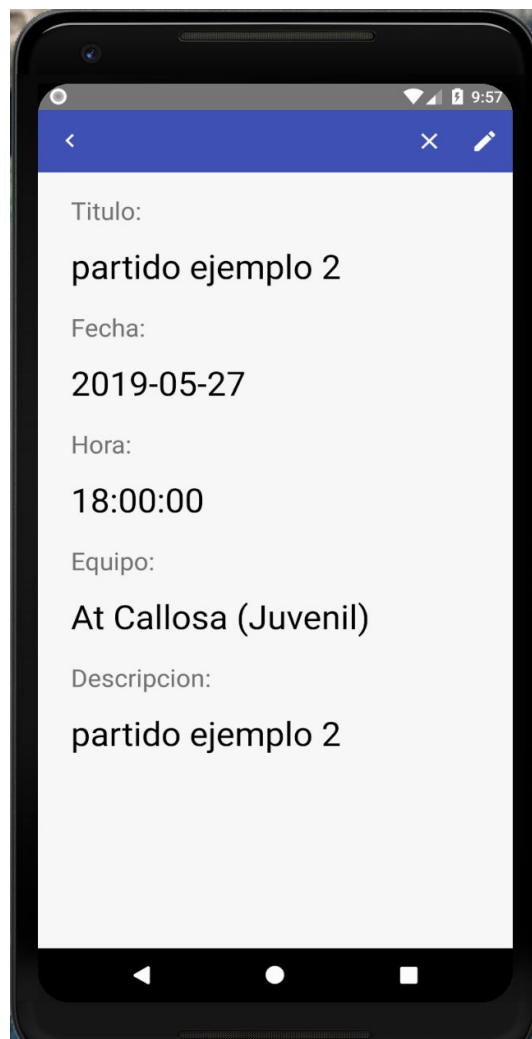 9:57
Titulo:
partido ejemplo 2
Fecha:
2019-05-27
Hora:
18:00:00
Equipo:
At Callosa (Juvenil)
Descripcion:
partido ejemplo 2